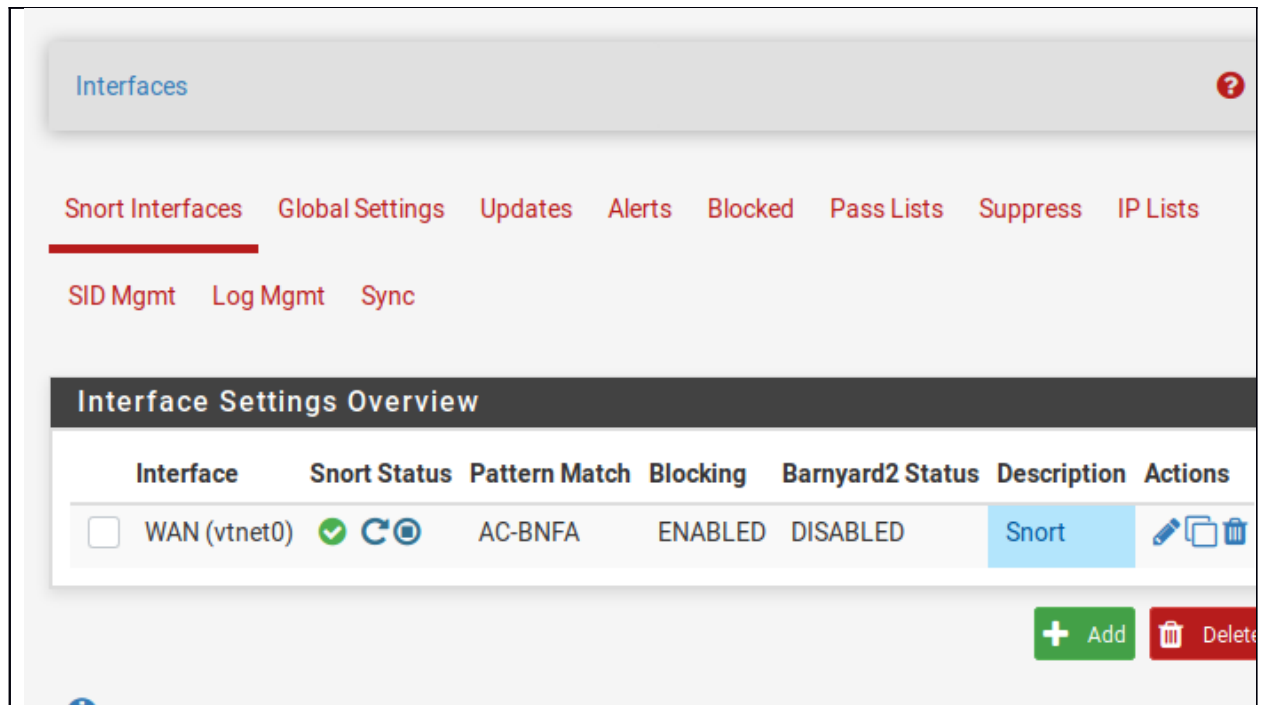 Interfaces
Snort Interfaces Global Settings Updates Alerts Blocked Pass Lists Suppress IP Lists
SID Mgmt Log Mgmt Sync
Interface Settings Overview
Interface Snort Status Pattern Match Blocking Barnyard2 Status Description Actions
WAN (vtnet0) AC-BNFA ENABLED DISABLED Snort
Add Delete